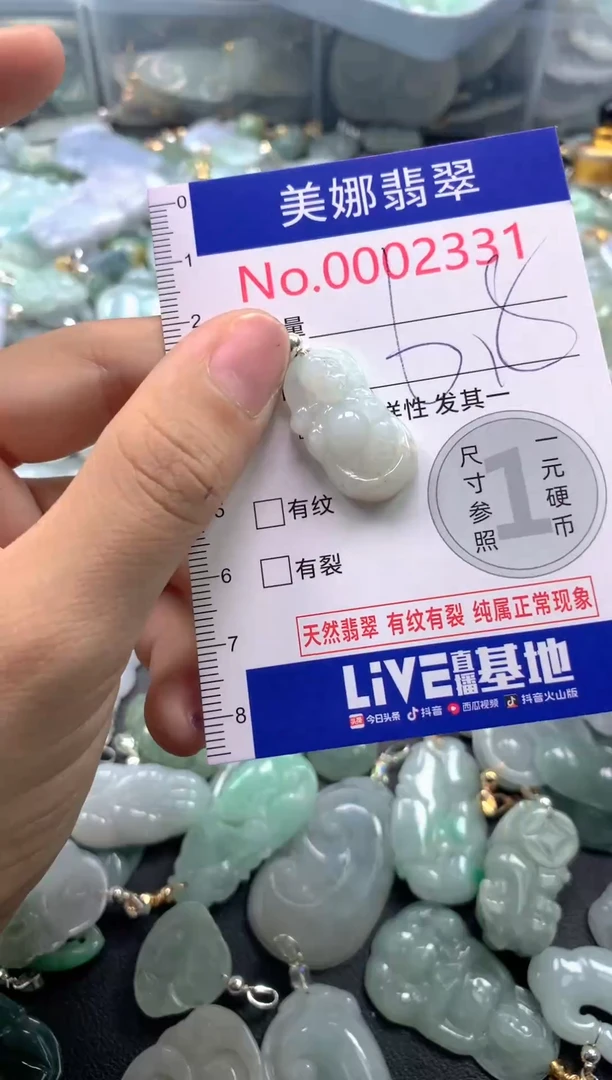 0
美娜翡翠
1
No.0002331
2
量
样性 发其一
尺寸参照
1
一元硬币
5
有纹
6
有裂
天然翡翠 有纹有裂 纯属正常现象
7
LiVE直播基地
8
今日头条 抖音 西瓜视频 抖音火山版